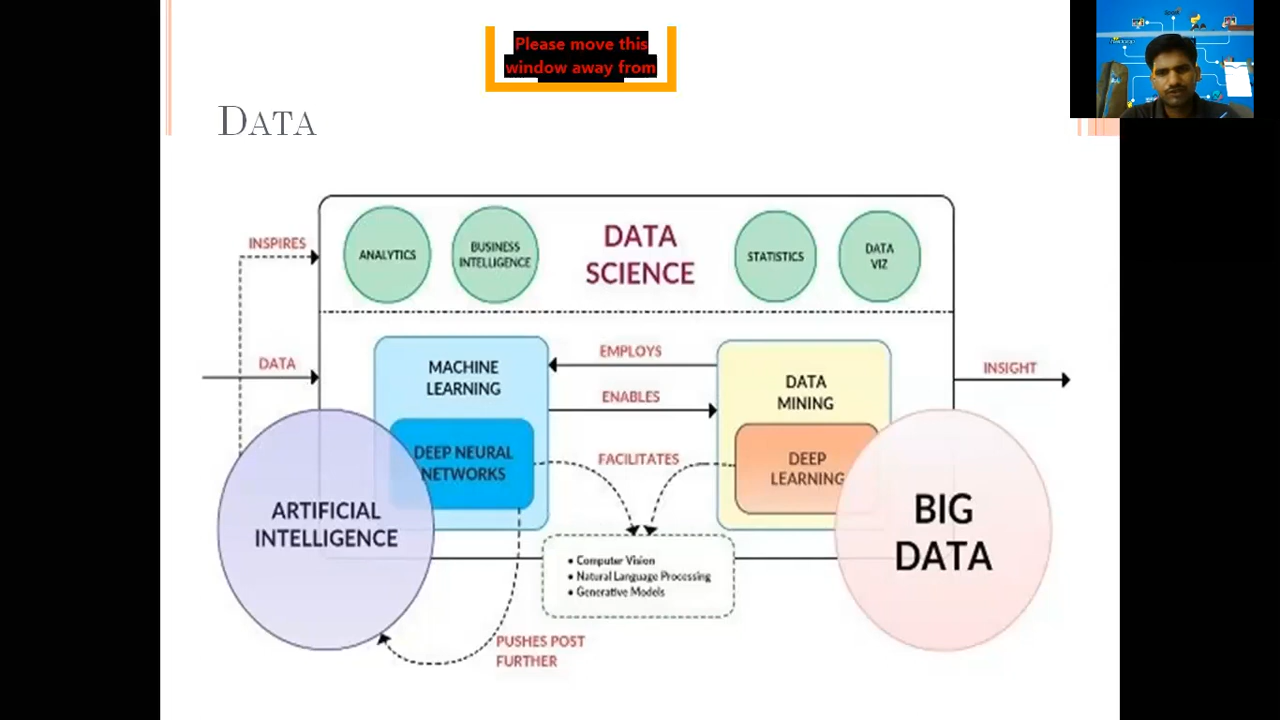 Please move this
window away from
DATA
INSPIRES
ANALYTICS
BUSINESS
INTELLIGENCE
DATA
SCIENCE
STATISTICS
DATA
VIZ
DATA
MACHINE
LEARNING
EMPLOYS
ENABLES
DATA
MINING
INSIGHT
DEEP NEURAL
NETWORKS
FACILITATES
DEEP
LEARNING
ARTIFICIAL
INTELLIGENCE
BIG
DATA
• Computer Vision
• Natural Language Processing
• Generative Models
PUSHES POST
FURTHER